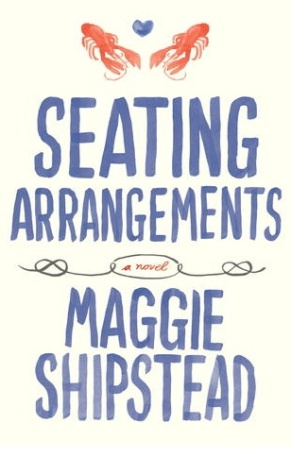 SEATING
ARRANGEMENTS
a novel
MAGGIE
SHIPSTEAD